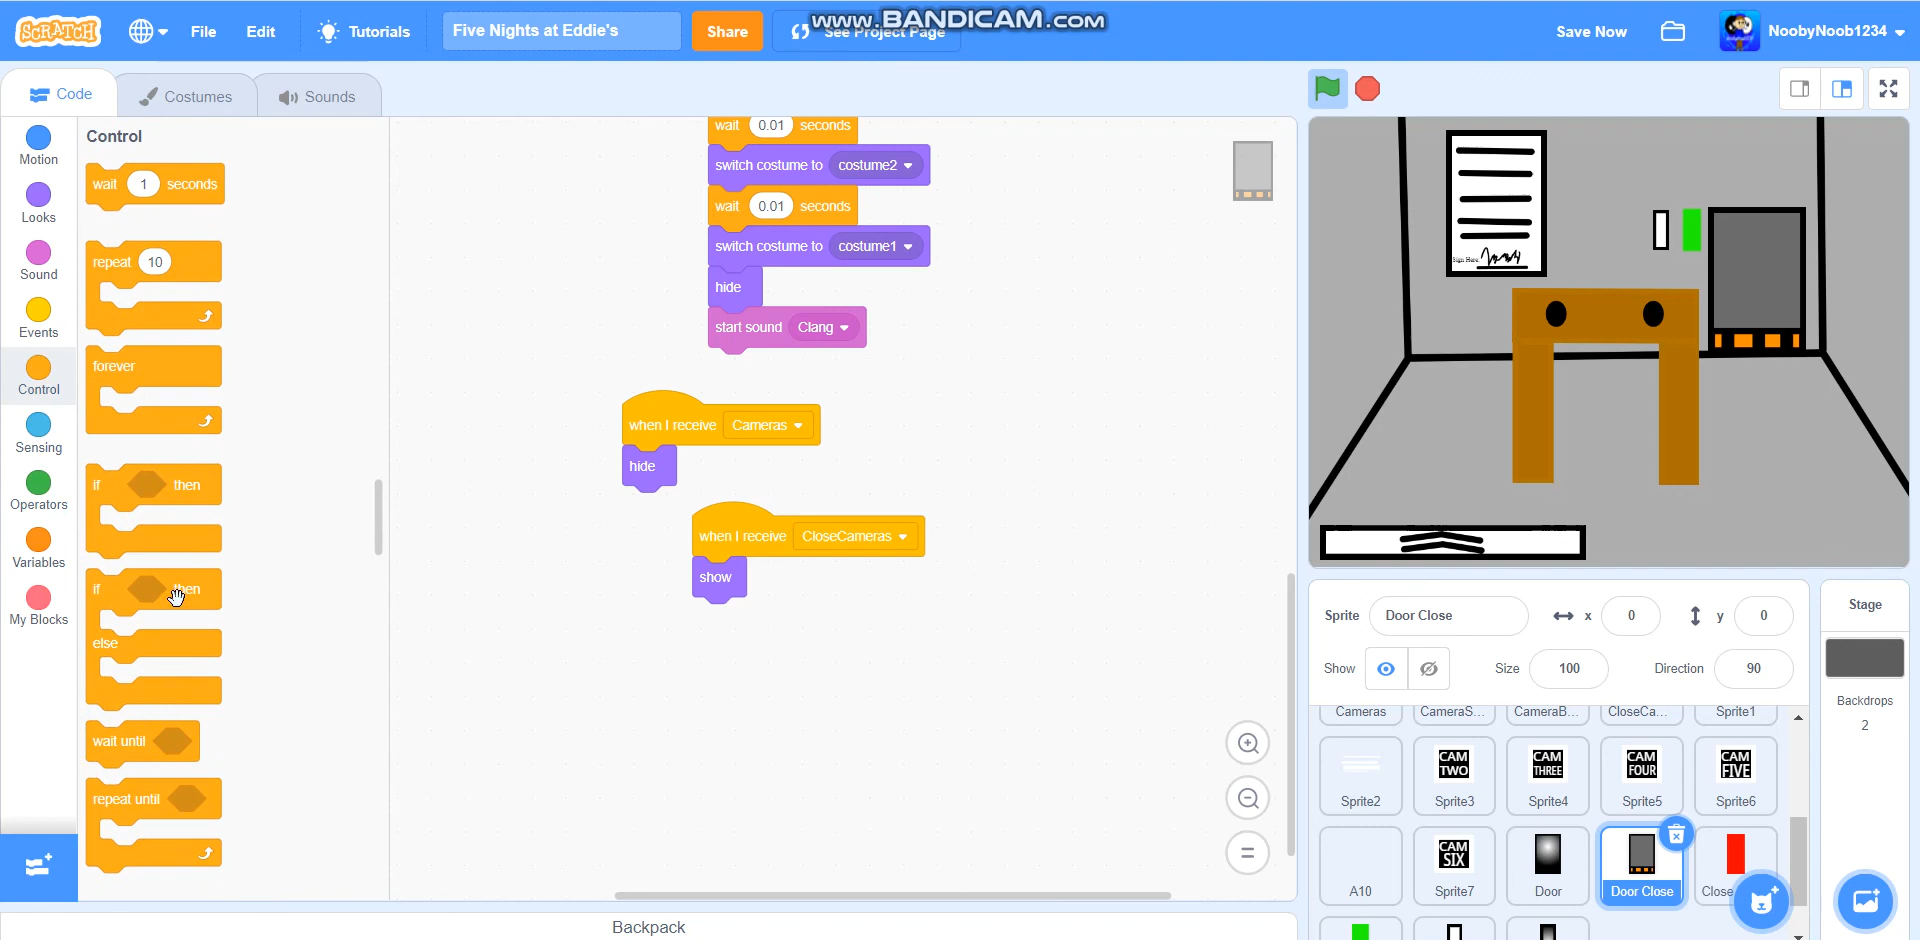 www.BANDICAM.com
SCRATCH
File
Edit
Tutorials
Five Nights at Eddie's
Share
See Project Page
Save Now
NoobyNoob1234
Code
Costumes
Sounds
Motion
Looks
Sound
Events
Control
Sensing
Operators
Variables
My Blocks
Control
wait 1 seconds
repeat 10
forever
if then
if then
else
wait until
repeat until
wait 0.01 seconds
switch costume to costume2
wait 0.01 seconds
switch costume to costume1
hide
start sound Clang
when I receive Cameras
hide
when I receive CloseCameras
show
Backpack
Sign Here:
Sprite Door Close x 0 y 0
Show Size 100 Direction 90
Cameras CameraS... CameraB... CloseCa... Sprite1
CAM TWO
CAM THREE
CAM FOUR
CAM FIVE
Sprite2 Sprite3 Sprite4 Sprite5 Sprite6
CAM SIX
A10 Sprite7 Door Door Close Close
Stage
Backdrops
2